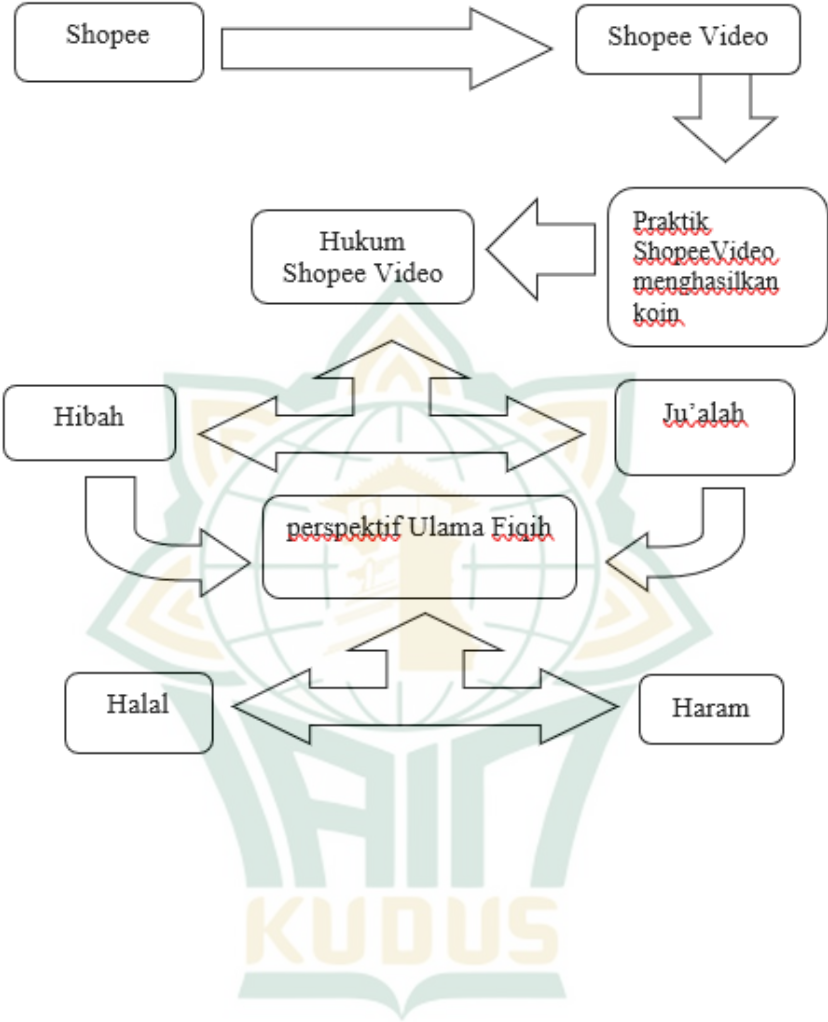 Shopee
Shopee Video
Praktik
ShopeeVideo
menghasilkan
koin
Hukum
Shopee Video
Hibah
Ju’alah
perspektif Ulama Fiqih
Halal
Haram
IAIN
KUDUS